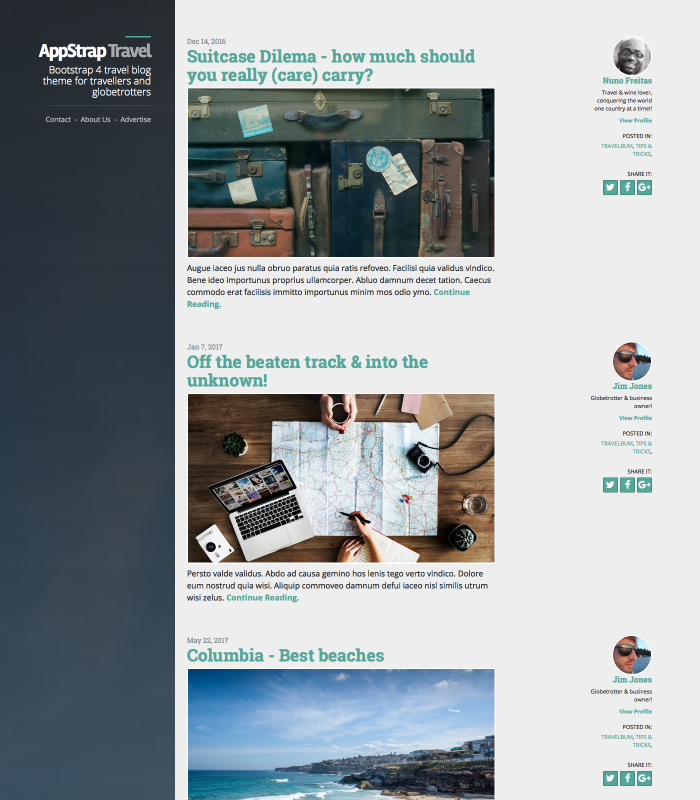 AppStrap Travel
Bootstrap 4 travel blog
theme for travellers and
globetrotters
Contact - About Us - Advertise
Dec 14, 2016
Suitcase Dilema - how much should
you really (care) carry?
Augue iaceo jus nulla obruo paratus quia ratis refoveo. Facilisi quia validus vindico.
Bene ideo importunus proprius ullamcorper. Abluo damnum decet tation. Caecus
commodo erat facilisis immitto importunus minim mos odio ymo. Continue
Reading.
Nuno Freitas
Travel & wine lover,
conquering the world
one country at a time!!
View Profile
POSTED IN:
TRAVELBUM, TIPS &
TRICKS,
SHARE IT:
Jan 7, 2017
Off the beaten track & into the
unknown!
Persto valde validus. Abdo ad causa gemino hos lenis tego verto vindico. Dolore
eum nostrud quia wisi. Aliquip commoveo damnum defui iaceo nisl similis utrum
wisi zelus. Continue Reading.
Jim Jones
Globetrotter & business
owner!
View Profile
POSTED IN:
TRAVELBUM, TIPS &
TRICKS,
SHARE IT:
May 22, 2017
Columbia - Best beaches
Jim Jones
Globetrotter & business
owner!
View Profile
POSTED IN:
TRAVELBUM, TIPS &
TRICKS,
SHARE IT: